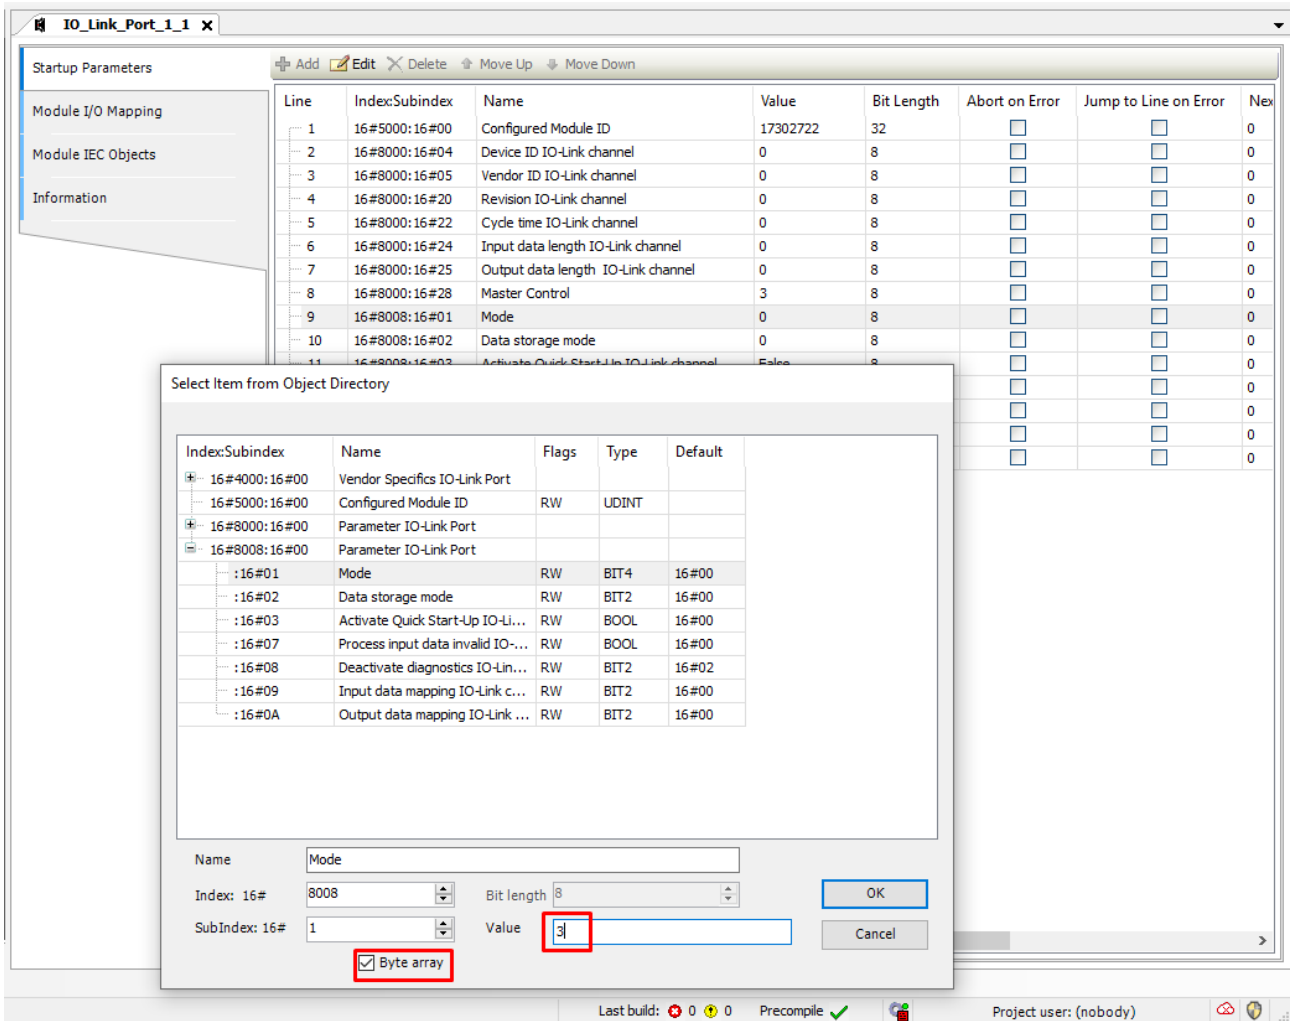 IO_Link_Port_1_1
Startup Parameters
Module I/O Mapping
Module IEC Objects
Information
Add Edit Delete Move Up Move Down
Line Index:Subindex Name Value Bit Length Abort on Error Jump to Line on Error Nex
1 16#5000:16#00 Configured Module ID 17302722 32 0
2 16#8000:16#04 Device ID IO-Link channel 0 8 0
3 16#8000:16#05 Vendor ID IO-Link channel 0 8 0
4 16#8000:16#20 Revision IO-Link channel 0 8 0
5 16#8000:16#22 Cycle time IO-Link channel 0 8 0
6 16#8000:16#24 Input data length IO-Link channel 0 8 0
7 16#8000:16#25 Output data length IO-Link channel 0 8 0
8 16#8000:16#28 Master Control 3 8 0
9 16#8008:16#01 Mode 0 8 0
10 16#8008:16#02 Data storage mode 0 8 0
11 16#8008:16#03 Activate Quick Start-Up IO-Link channel False 8 0
0
0
0
0
Select Item from Object Directory
Index:Subindex Name Flags Type Default
16#4000:16#00 Vendor Specifics IO-Link Port
16#5000:16#00 Configured Module ID RW UDINT
16#8000:16#00 Parameter IO-Link Port
16#8008:16#00 Parameter IO-Link Port
:16#01 Mode RW BIT4 16#00
:16#02 Data storage mode RW BIT2 16#00
:16#03 Activate Quick Start-Up IO-Li... RW BOOL 16#00
:16#07 Process input data invalid IO-... RW BOOL 16#00
:16#08 Deactivate diagnostics IO-Lin... RW BIT2 16#02
:16#09 Input data mapping IO-Link c... RW BIT2 16#00
:16#0A Output data mapping IO-Link ... RW BIT2 16#00
Name Mode
Index: 16# 8008 Bit length 8 OK
SubIndex: 16# 1 Value 3 Cancel
Byte array
Last build: 0 0 Precompile Project user: (nobody)